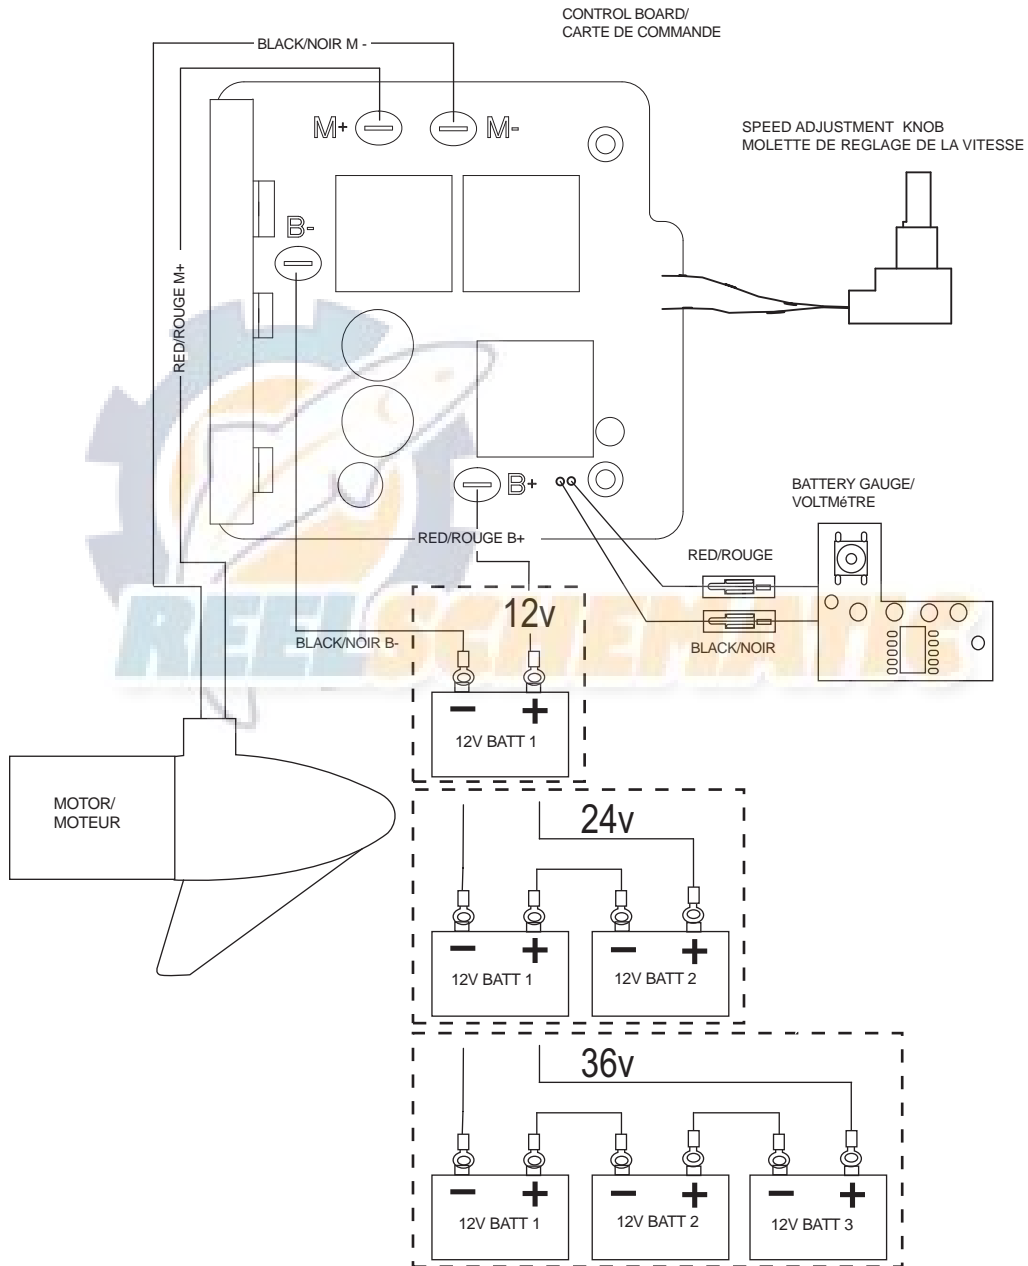 CONTROL BOARD/
CARTE DE COMMANDE
BLACK/NOIR M -
M+
M-
SPEED ADJUSTMENT KNOB
MOLETTE DE REGLAGE DE LA VITESSE
B-
RED/ROUGE M+
B+
BATTERY GAUGE/
VOLTMéTRE
RED/ROUGE B+
RED/ROUGE
12v
BLACK/NOIR B-
BLACK/NOIR
REELSCHEMATIC
12V BATT 1
MOTOR/
MOTEUR
24v
12V BATT 1
12V BATT 2
36v
12V BATT 1
12V BATT 2
12V BATT 3